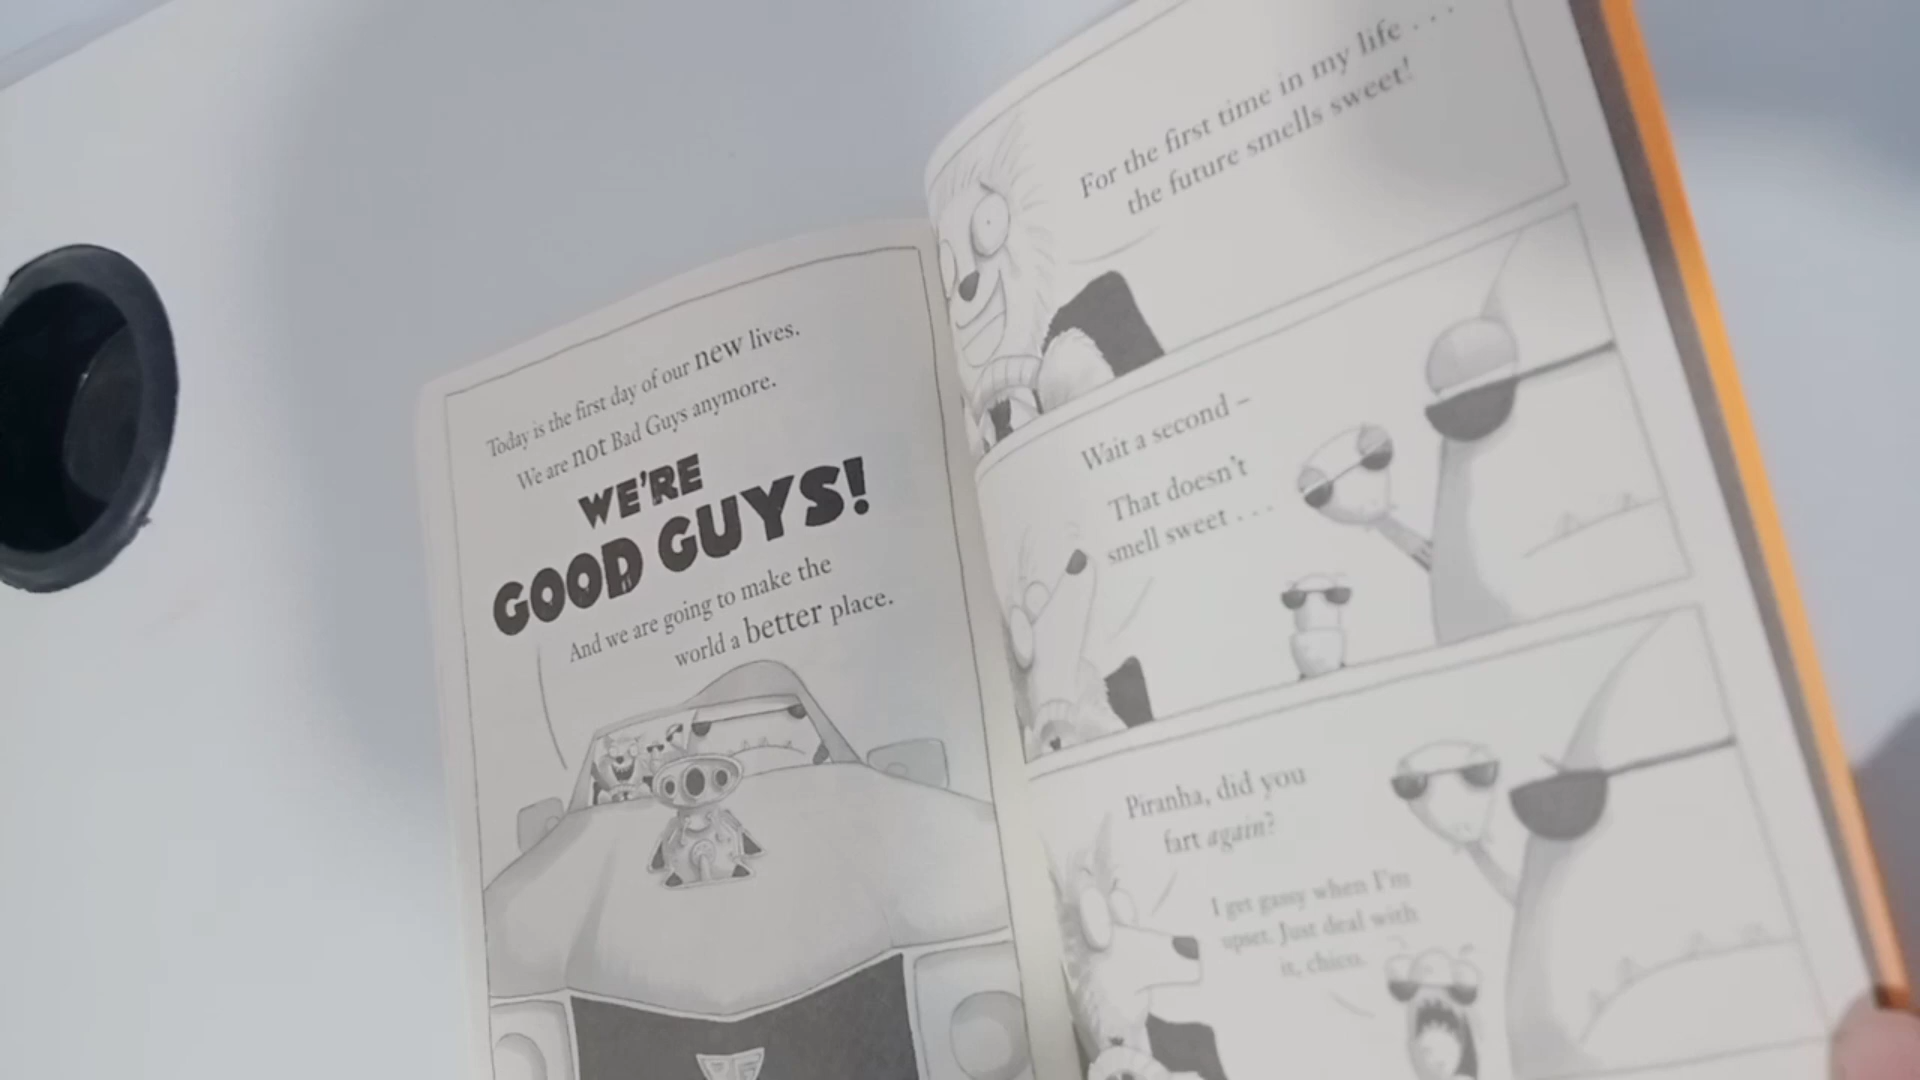 Today is the first day of our new lives.
We are not Bad Guys anymore.
WE'RE
GOOD GUYS!
And we are going to make the
world a better place.
For the first time in my life . . .
the future smells sweet!
Wait a second –
That doesn't
smell sweet . . .
Piranha, did you
fart again?
I get gassy when I'm
upset. Just deal with
it, chico.